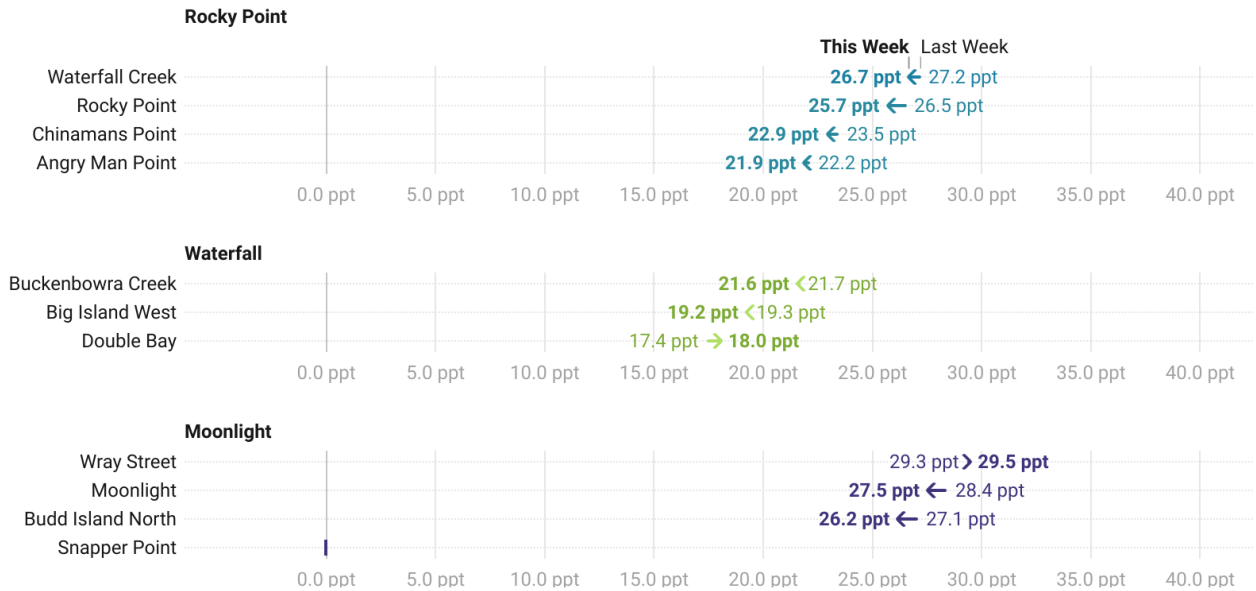 Rocky Point
This Week Last Week
Waterfall Creek 26.7 ppt 27.2 ppt
Rocky Point 25.7 ppt 26.5 ppt
Chinamans Point 22.9 ppt 23.5 ppt
Angry Man Point 21.9 ppt 22.2 ppt
0.0 ppt 5.0 ppt 10.0 ppt 15.0 ppt 20.0 ppt 25.0 ppt 30.0 ppt 35.0 ppt 40.0 ppt
Waterfall
Buckenbowra Creek 21.6 ppt 21.7 ppt
Big Island West 19.2 ppt 19.3 ppt
Double Bay 17.4 ppt 18.0 ppt
0.0 ppt 5.0 ppt 10.0 ppt 15.0 ppt 20.0 ppt 25.0 ppt 30.0 ppt 35.0 ppt 40.0 ppt
Moonlight
Wray Street 29.3 ppt 29.5 ppt
Moonlight 27.5 ppt 28.4 ppt
Budd Island North 26.2 ppt 27.1 ppt
Snapper Point
0.0 ppt 5.0 ppt 10.0 ppt 15.0 ppt 20.0 ppt 25.0 ppt 30.0 ppt 35.0 ppt 40.0 ppt